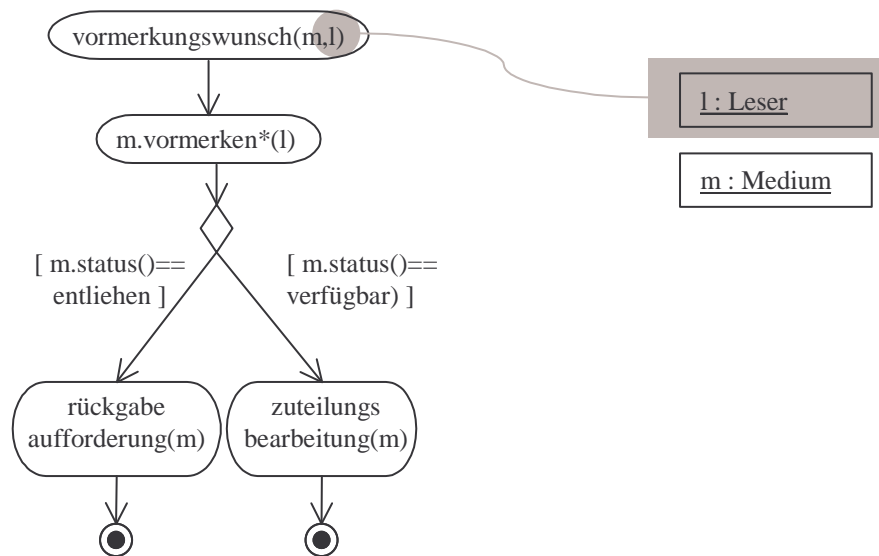 vormerkungswunsch(m,l)
l : Leser
m.vormerken*(l)
m : Medium
[ m.status()==
entliehen ]
[ m.status()==
verfügbar) ]
rückgabe
aufforderung(m)
zuteilungs
bearbeitung(m)